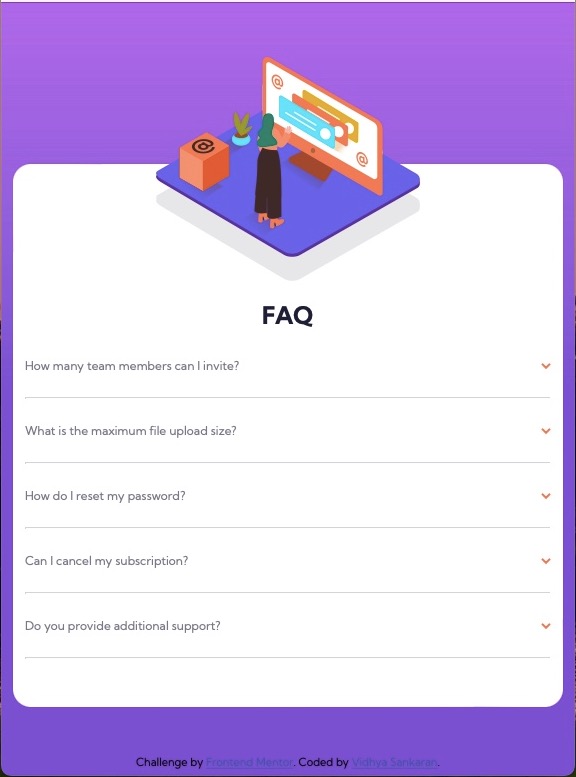 @
@
@
FAQ
How many team members can I invite?
What is the maximum file upload size?
How do I reset my password?
Can I cancel my subscription?
Do you provide additional support?
Challenge by Frontend Mentor. Coded by Vidhya Sankaran.